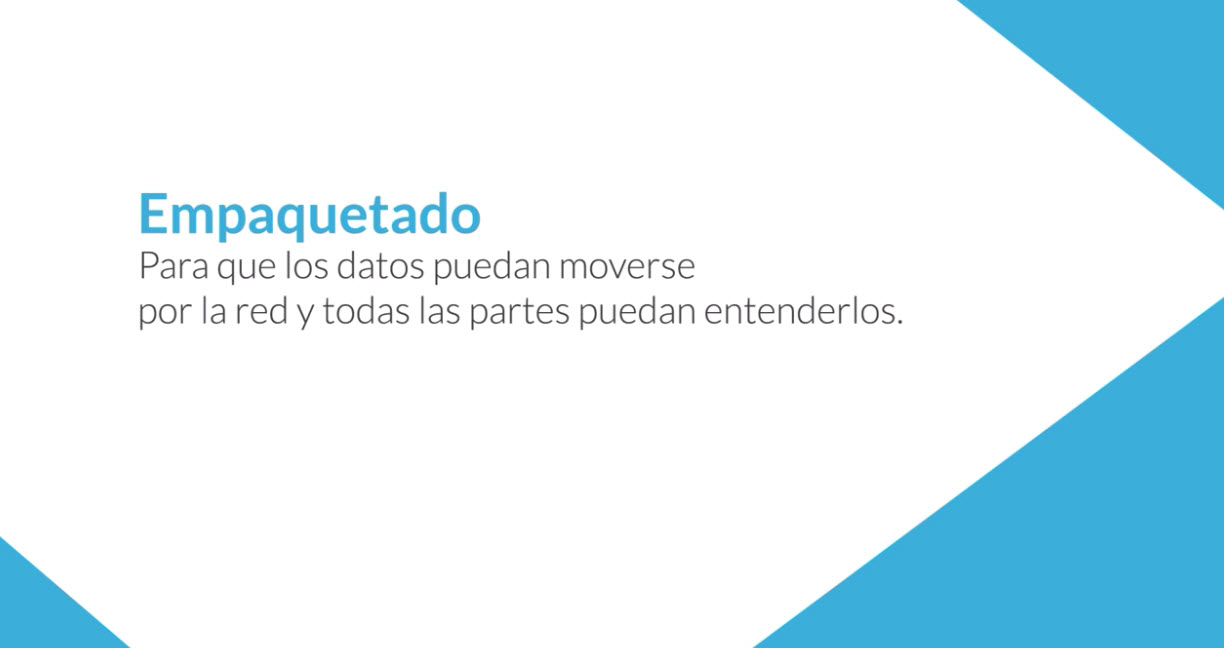 Empaquetado
Para que los datos puedan moverse
por la red y todas las partes puedan entenderlos.